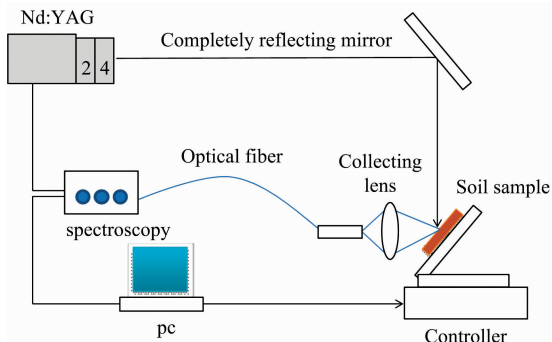 Nd:YAG
Completely reflecting mirror
2 4
Optical fiber
Collecting
lens
Soil sample
spectroscopy
pc
Controller